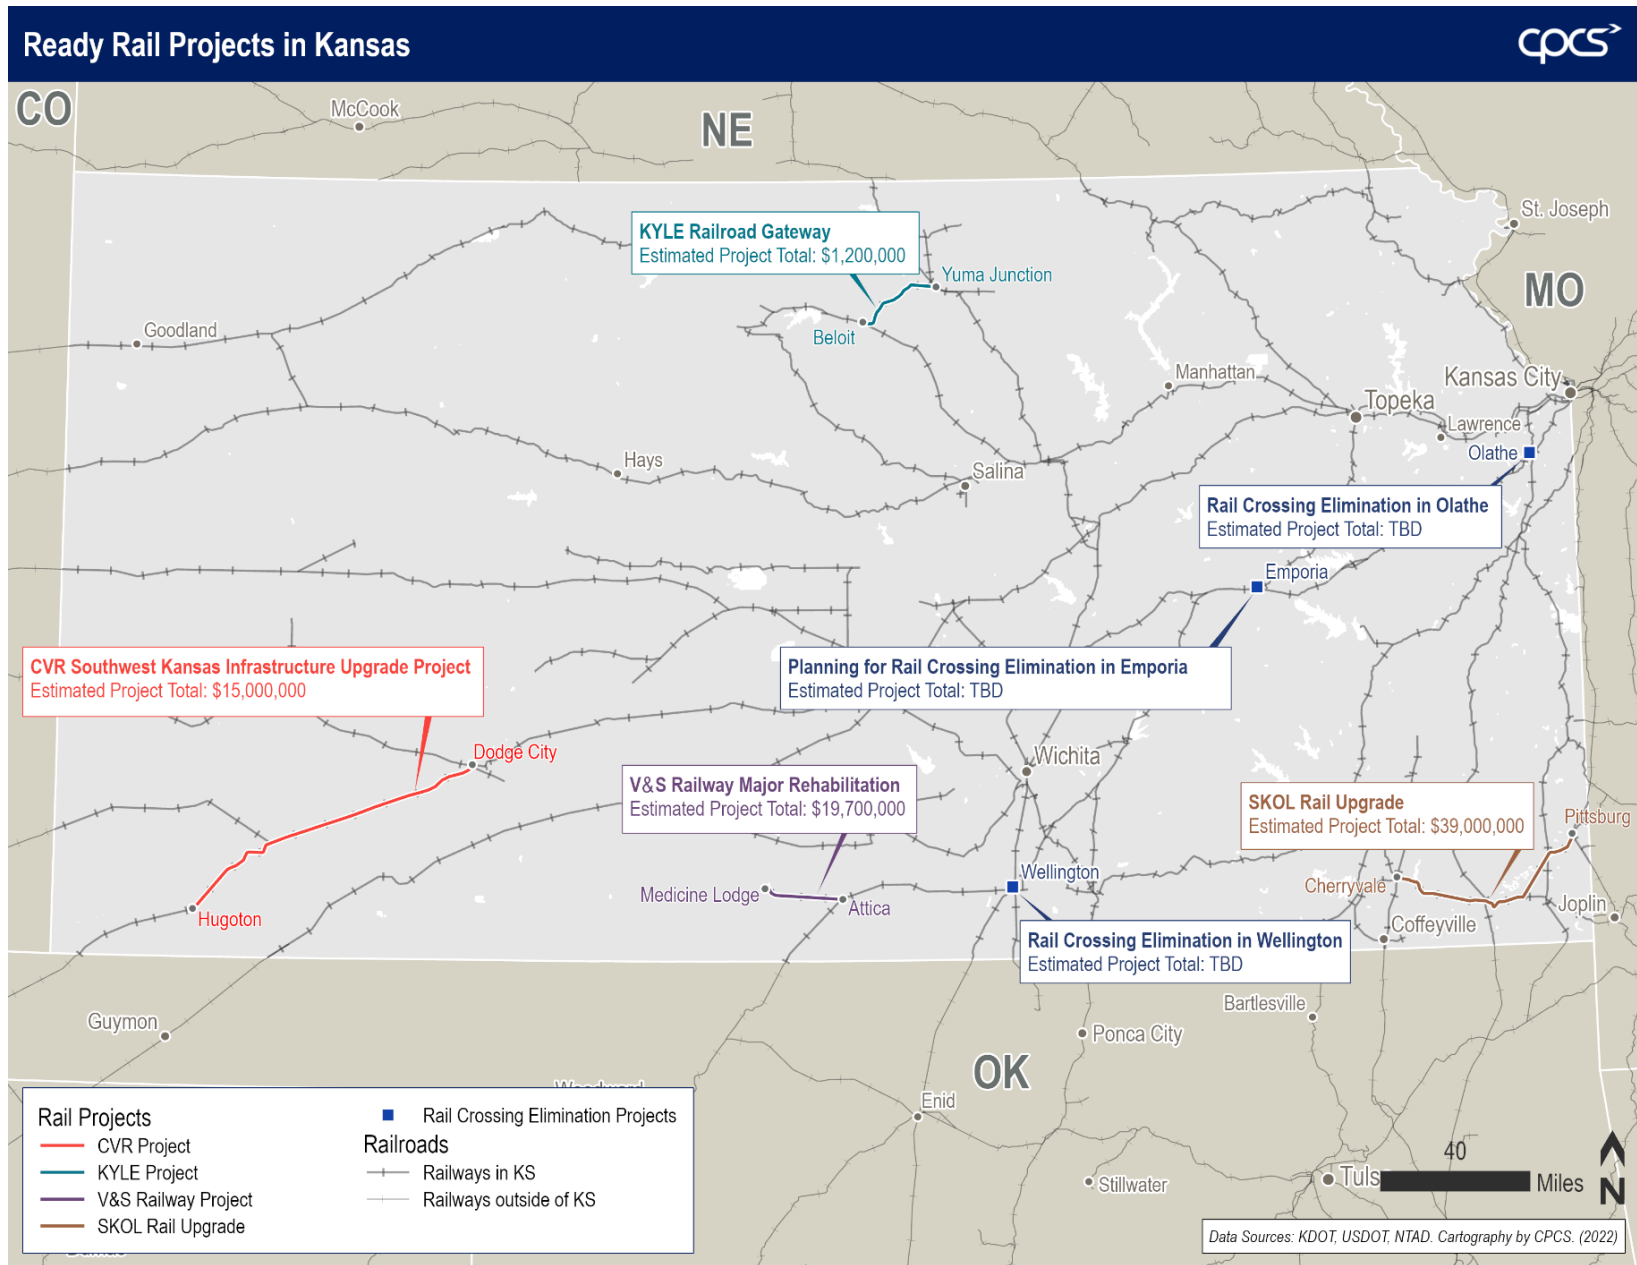 Ready Rail Projects in Kansas
cpcs
CO
McCook
NE
St. Joseph
MO
KYLE Railroad Gateway
Estimated Project Total: $1,200,000
Yuma Junction
Beloit
Goodland
Manhattan
Kansas City
Topeka
Lawrence
Olathe
Hays
Salina
Rail Crossing Elimination in Olathe
Estimated Project Total: TBD
Emporia
CVR Southwest Kansas Infrastructure Upgrade Project
Estimated Project Total: $15,000,000
Planning for Rail Crossing Elimination in Emporia
Estimated Project Total: TBD
Dodge City
Wichita
V&S Railway Major Rehabilitation
Estimated Project Total: $19,700,000
SKOL Rail Upgrade
Estimated Project Total: $39,000,000
Pittsburg
Wellington
Medicine Lodge
Attica
Cherryvale
Joplin
Hugoton
Coffeyville
Rail Crossing Elimination in Wellington
Estimated Project Total: TBD
Guymon
Bartlesville
Ponca City
OK
Enid
Stillwater
Tuls
Rail Projects
CVR Project
KYLE Project
V&S Railway Project
SKOL Rail Upgrade
Rail Crossing Elimination Projects
Railroads
Railways in KS
Railways outside of KS
40
Miles
N
Data Sources: KDOT, USDOT, NTAD. Cartography by CPCS. (2022)